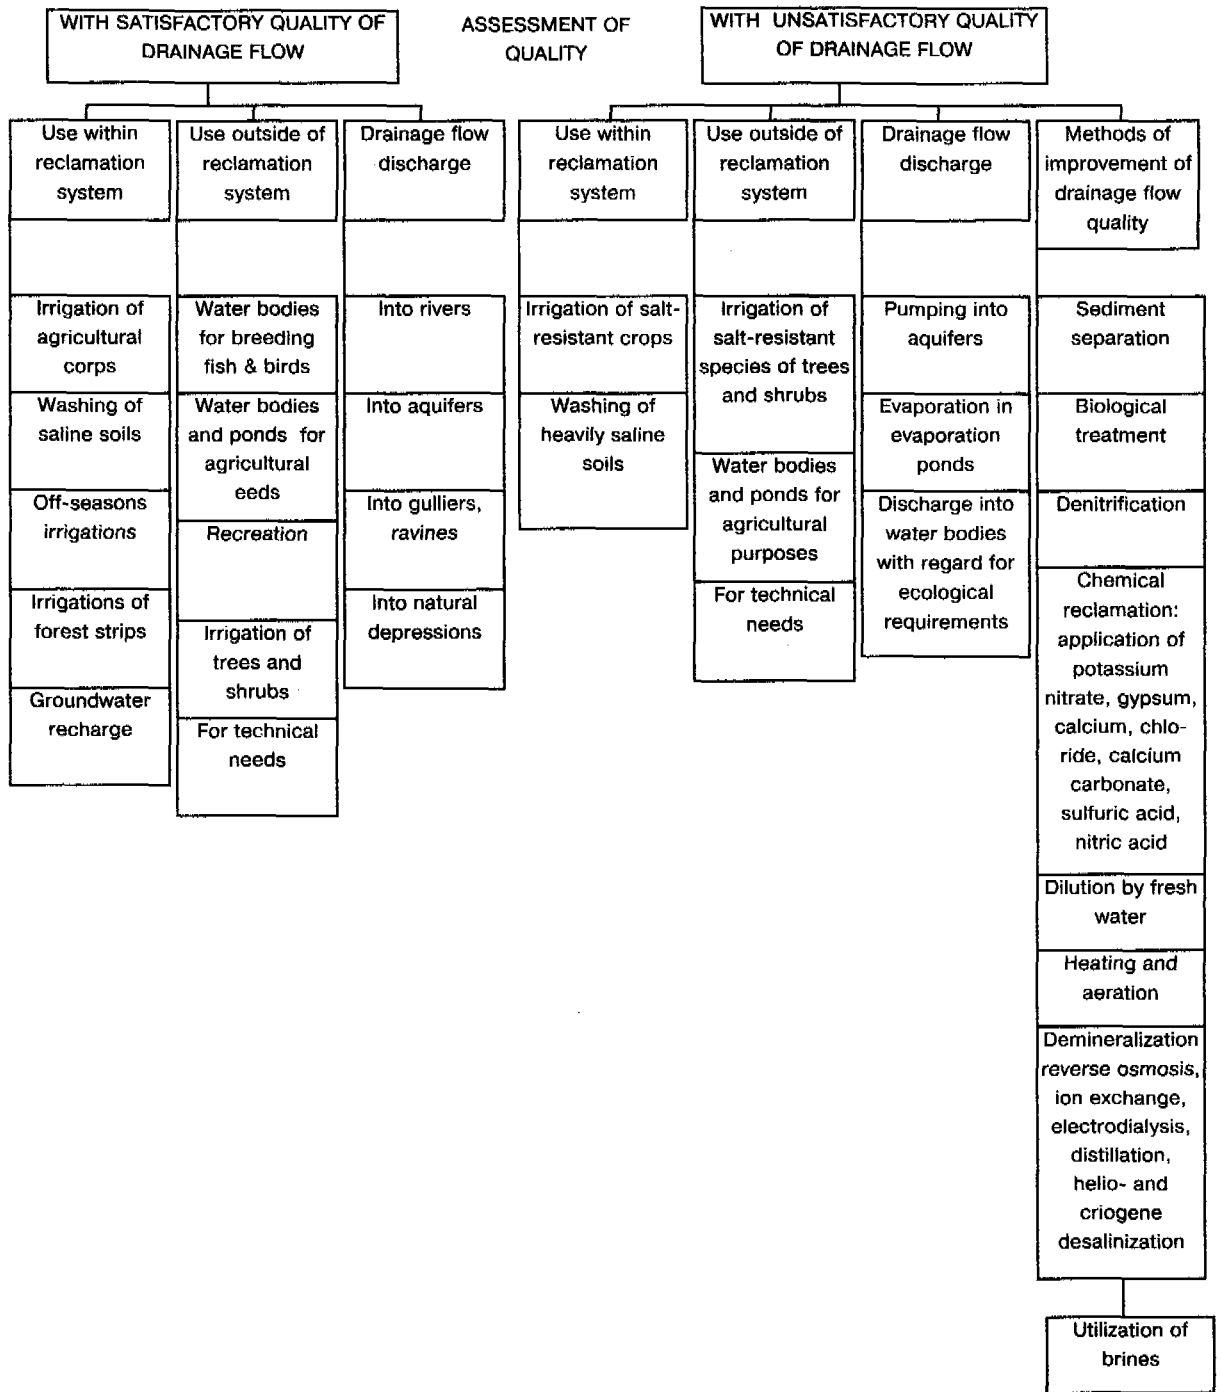 WITH SATISFACTORY QUALITY OF
DRAINAGE FLOW
ASSESSMENT OF
QUALITY
WITH UNSATISFACTORY QUALITY
OF DRAINAGE FLOW
Use within
reclamation
system
Irrigation of
agricultural
corps
Washing of
saline soils
Off-seasons
irrigations
Irrigations of
forest strips
Groundwater
recharge
Use outside of
reclamation
system
Water bodies
for breeding
fish & birds
Water bodies
and ponds for
agricultural
eeds
Recreation
Irrigation of
trees and
shrubs
For technical
needs
Drainage flow
discharge
Into rivers
Into aquifers
Into gulliers,
ravines
Into natural
depressions
Use within
reclamation
system
Irrigation of salt-
resistant crops
Washing of
heavily saline
soils
Use outside of
reclamation
system
Irrigation of
salt-resistant
species of trees
and shrubs
Water bodies
and ponds for
agricultural
purposes
For technical
needs
Drainage flow
discharge
Pumping into
aquifers
Evaporation in
evaporation
ponds
Discharge into
water bodies
with regard for
ecological
requirements
Methods of
improvement of
drainage flow
quality
Sediment
separation
Biological
treatment
Denitrification
Chemical
reclamation:
application of
potassium
nitrate, gypsum,
calcium, chlo-
ride, calcium
carbonate,
sulfuric acid,
nitric acid
Dilution by fresh
water
Heating and
aeration
Demineralization
reverse osmosis,
ion exchange,
electrodialysis,
distillation,
helio- and
criogene
desalinization
Utilization of
brines